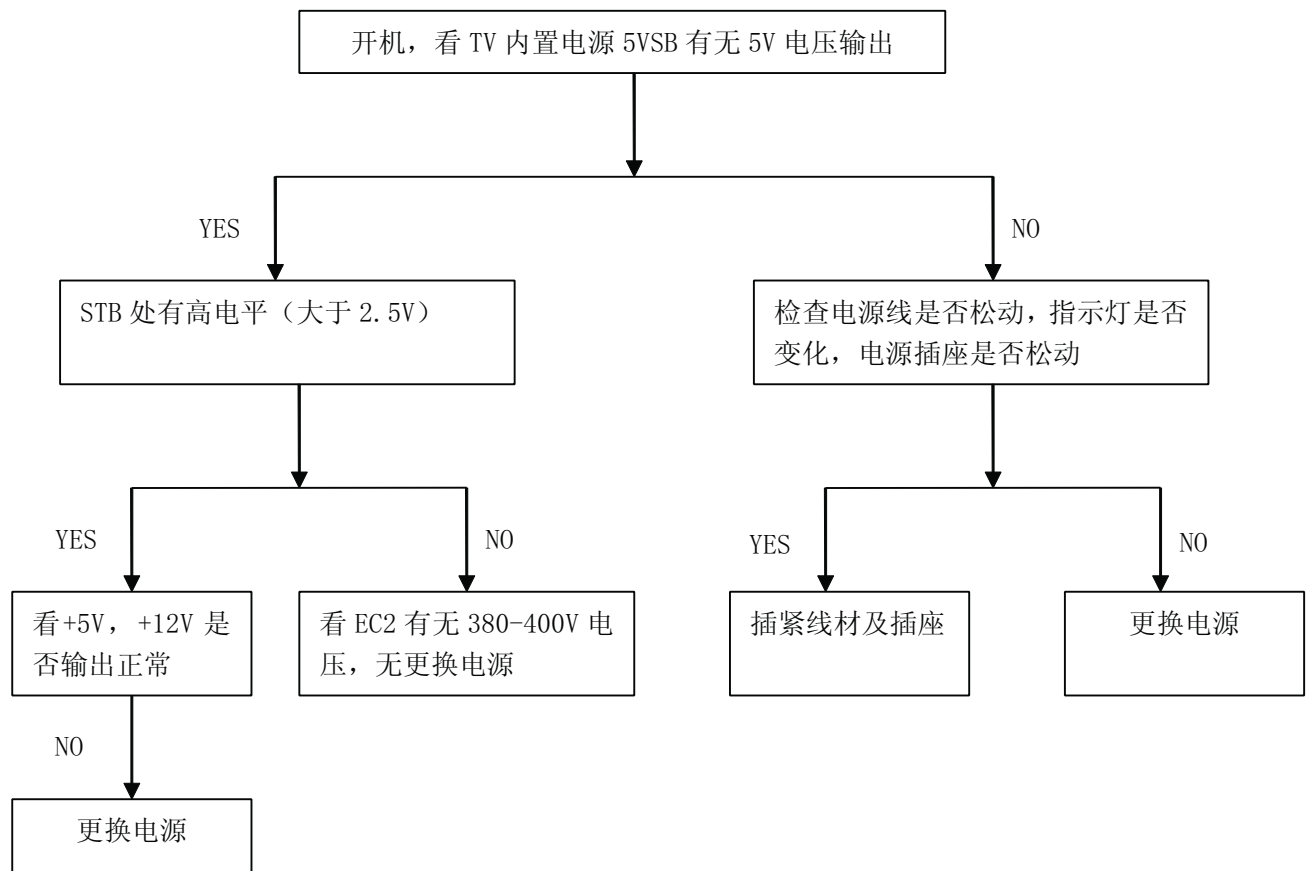 开机，看 TV 内置电源 5VSB 有无 5V 电压输出
YES
NO
STB 处有高电平（大于 2.5V）
检查电源线是否松动，指示灯是否
变化，电源插座是否松动
YES
NO
YES
NO
看+5V，+12V 是
否输出正常
看 EC2 有无 380-400V 电
压，无更换电源
插紧线材及插座
更换电源
NO
更换电源